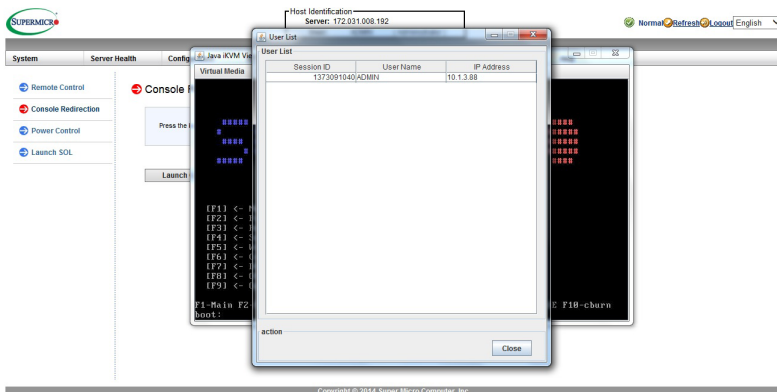 SUPERMICR
Host Identification
Server: 172.031.008.192
Normal Refresh Logout English
System Server Health Config
Java iKVM Vie
Virtual Media
User List
User List
Session ID User Name IP Address
1373091040 ADMIN 10.1.3.88
Remote Control
Console Redirection
Power Control
Launch SOL
Console R
Press the l
Launch
[F1] <-
[F2] <-
[F3] <-
[F4] <-
[F5] <-
[F6] <-
[F7] <-
[F8] <-
[F9] <-
F1-Main F2-
E F10-cburn
boot:
action
Close
Copyright © 2014 Super Micro Computer, Inc.